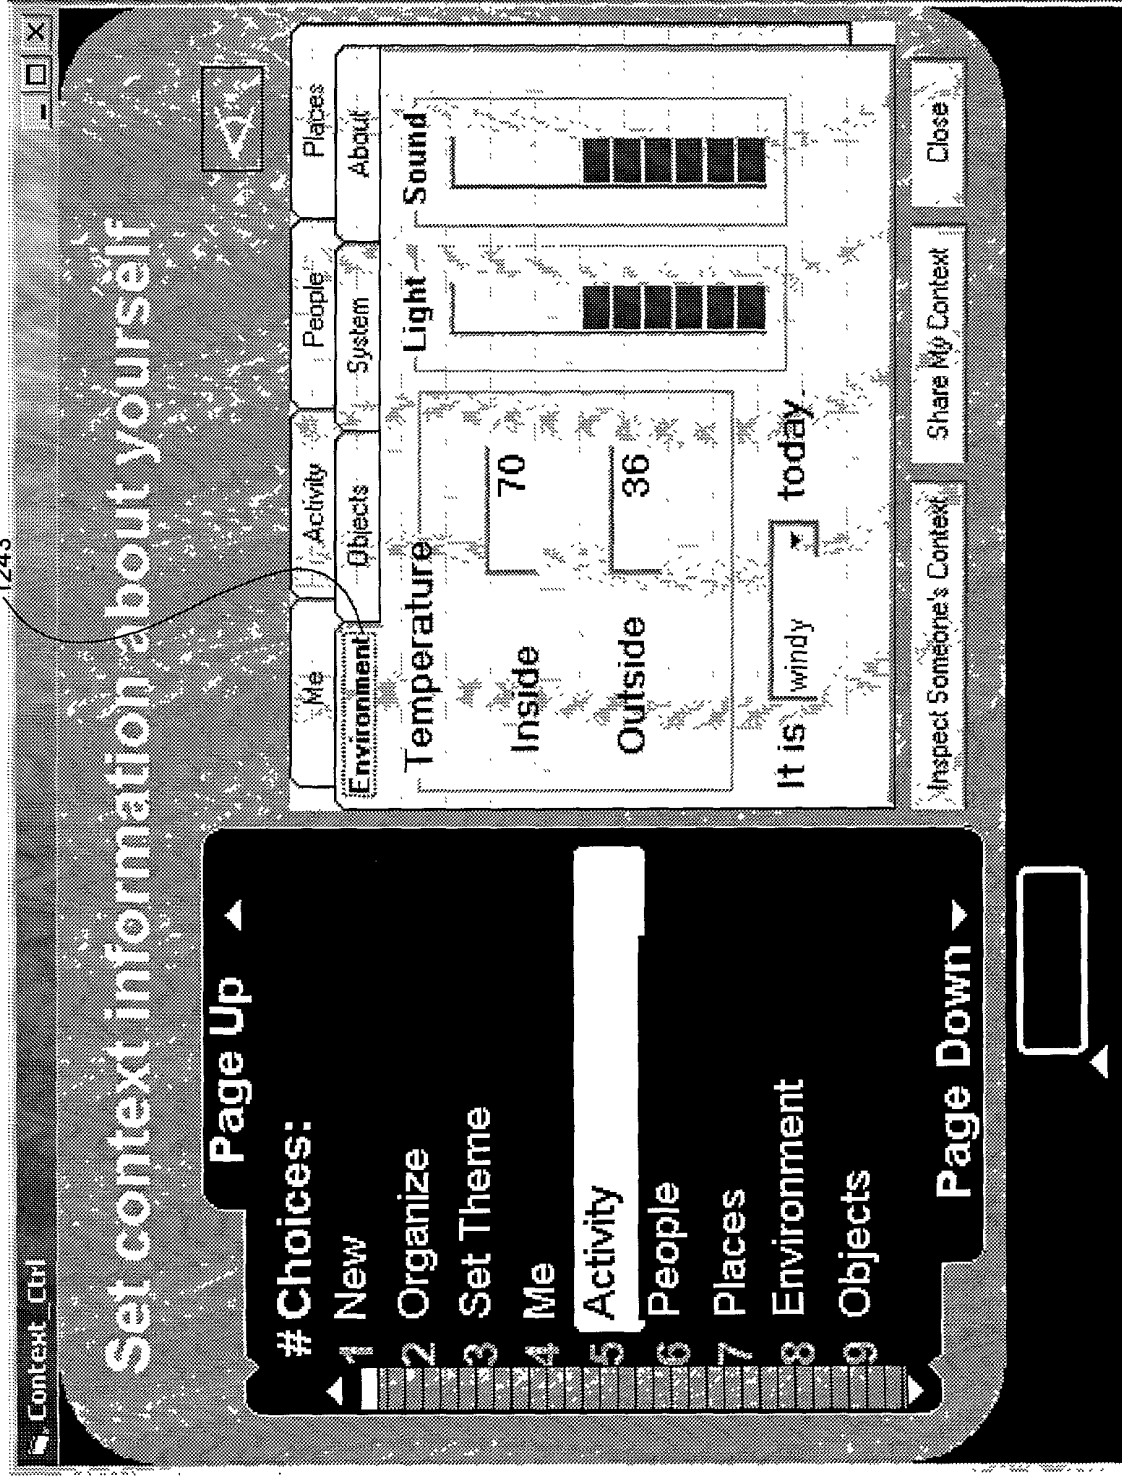 1243
Context_Ctrl
Set context information about yourself
Page Up
# Choices:
1 New
2 Organize
3 Set Theme
4 Me
5 Activity
6 People
7 Places
8 Environment
9 Objects
Page Down
Me Activity People Places
Environment Objects System About
Temperature
Inside 70
Outside 36
Light
Sound
It is windy today.
Inspect Someone's Context
Share My Context
Close